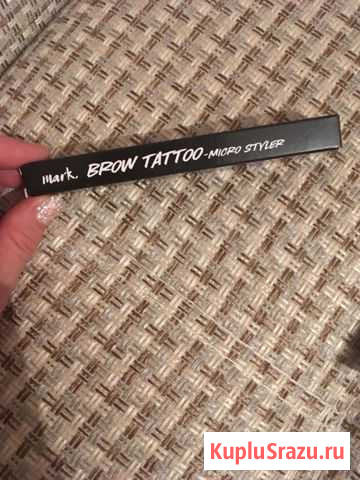 mark. BROW TATTOO-MICRO STYLER
KupluSrazu.ru